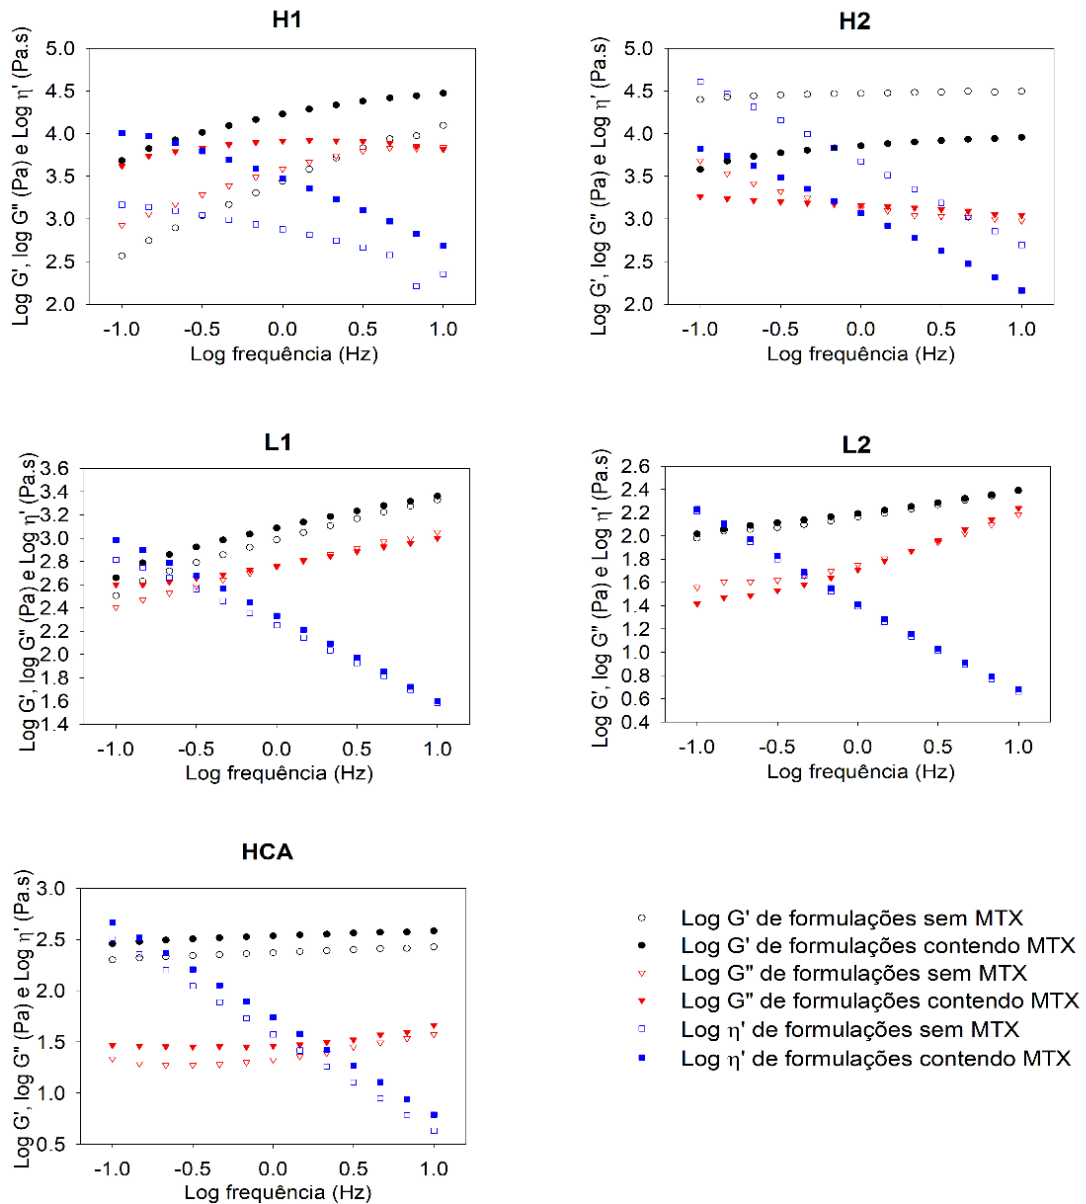 H1
Log G', log G" (Pa) e Log η' (Pa.s)
5.0
4.5
4.0
3.5
3.0
2.5
2.0
-1.0 -0.5 0.0 0.5 1.0
Log frequência (Hz)
H2
Log G', log G" (Pa) e Log η' (Pa.s)
5.0
4.5
4.0
3.5
3.0
2.5
2.0
-1.0 -0.5 0.0 0.5 1.0
Log frequência (Hz)
L1
Log G', log G" (Pa) e Log η' (Pa.s)
3.6
3.4
3.2
3.0
2.8
2.6
2.4
2.2
2.0
1.8
1.6
1.4
-1.0 -0.5 0.0 0.5 1.0
Log frequência (Hz)
L2
Log G', log G" (Pa) e Log η' (Pa.s)
2.6
2.4
2.2
2.0
1.8
1.6
1.4
1.2
1.0
0.8
0.6
0.4
-1.0 -0.5 0.0 0.5 1.0
Log frequência (Hz)
HCA
Log G', log G" (Pa) e Log η' (Pa.s)
3.0
2.5
2.0
1.5
1.0
0.5
-1.0 -0.5 0.0 0.5 1.0
Log frequência (Hz)
Log G' de formulações sem MTX
Log G' de formulações contendo MTX
Log G" de formulações sem MTX
Log G" de formulações contendo MTX
Log η' de formulações sem MTX
Log η' de formulações contendo MTX